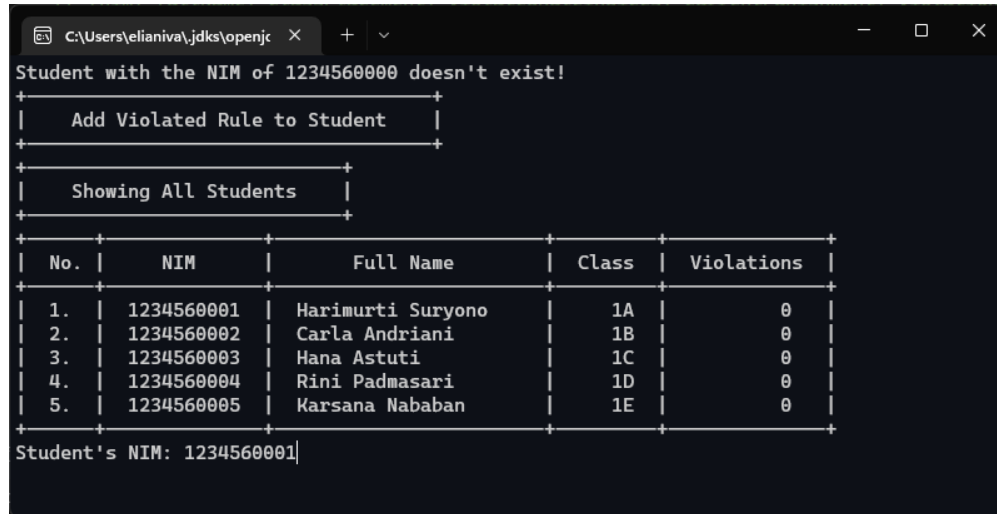 C:\Users\elianiva\.jdks\openjc
Student with the NIM of 1234560000 doesn't exist!
Add Violated Rule to Student
Showing All Students
| No. | NIM | Full Name | Class | Violations |
| 1. | 1234560001 | Harimurti Suryono | 1A | 0 |
| 2. | 1234560002 | Carla Andriani | 1B | 0 |
| 3. | 1234560003 | Hana Astuti | 1C | 0 |
| 4. | 1234560004 | Rini Padmasari | 1D | 0 |
| 5. | 1234560005 | Karsana Nababan | 1E | 0 |
Student's NIM: 1234560001